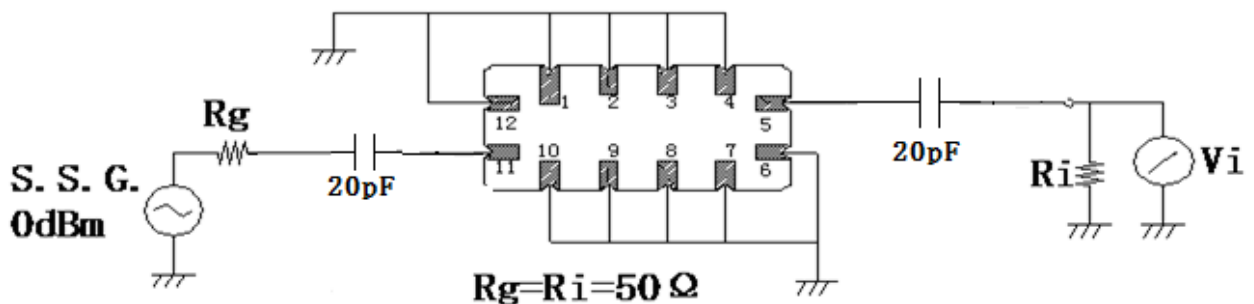 1 2 3 4
12 5
Rg
10 9 8 7
11 6
20pF 20pF
S. S. G.
0dBm
Ri Vi
Rg=Ri=50Ω